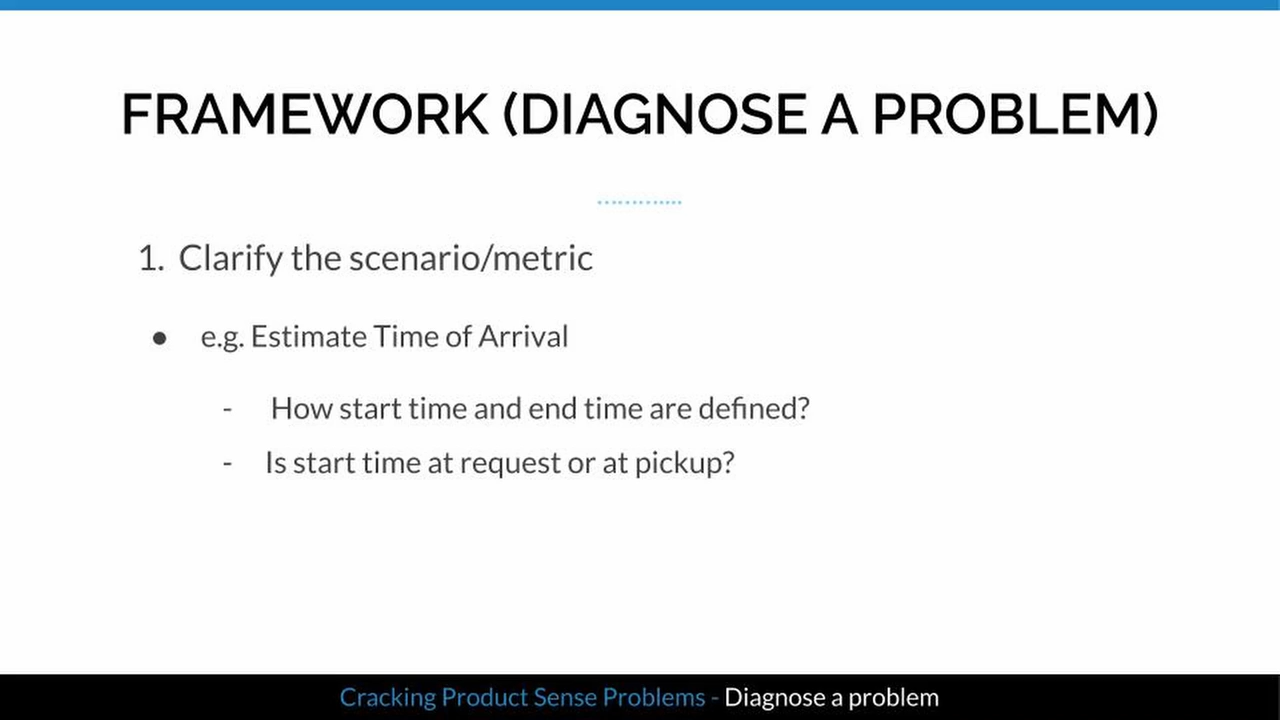 FRAMEWORK (DIAGNOSE A PROBLEM)
1. Clarify the scenario/metric
● e.g. Estimate Time of Arrival
- How start time and end time are defined?
- Is start time at request or at pickup?
Cracking Product Sense Problems - Diagnose a problem